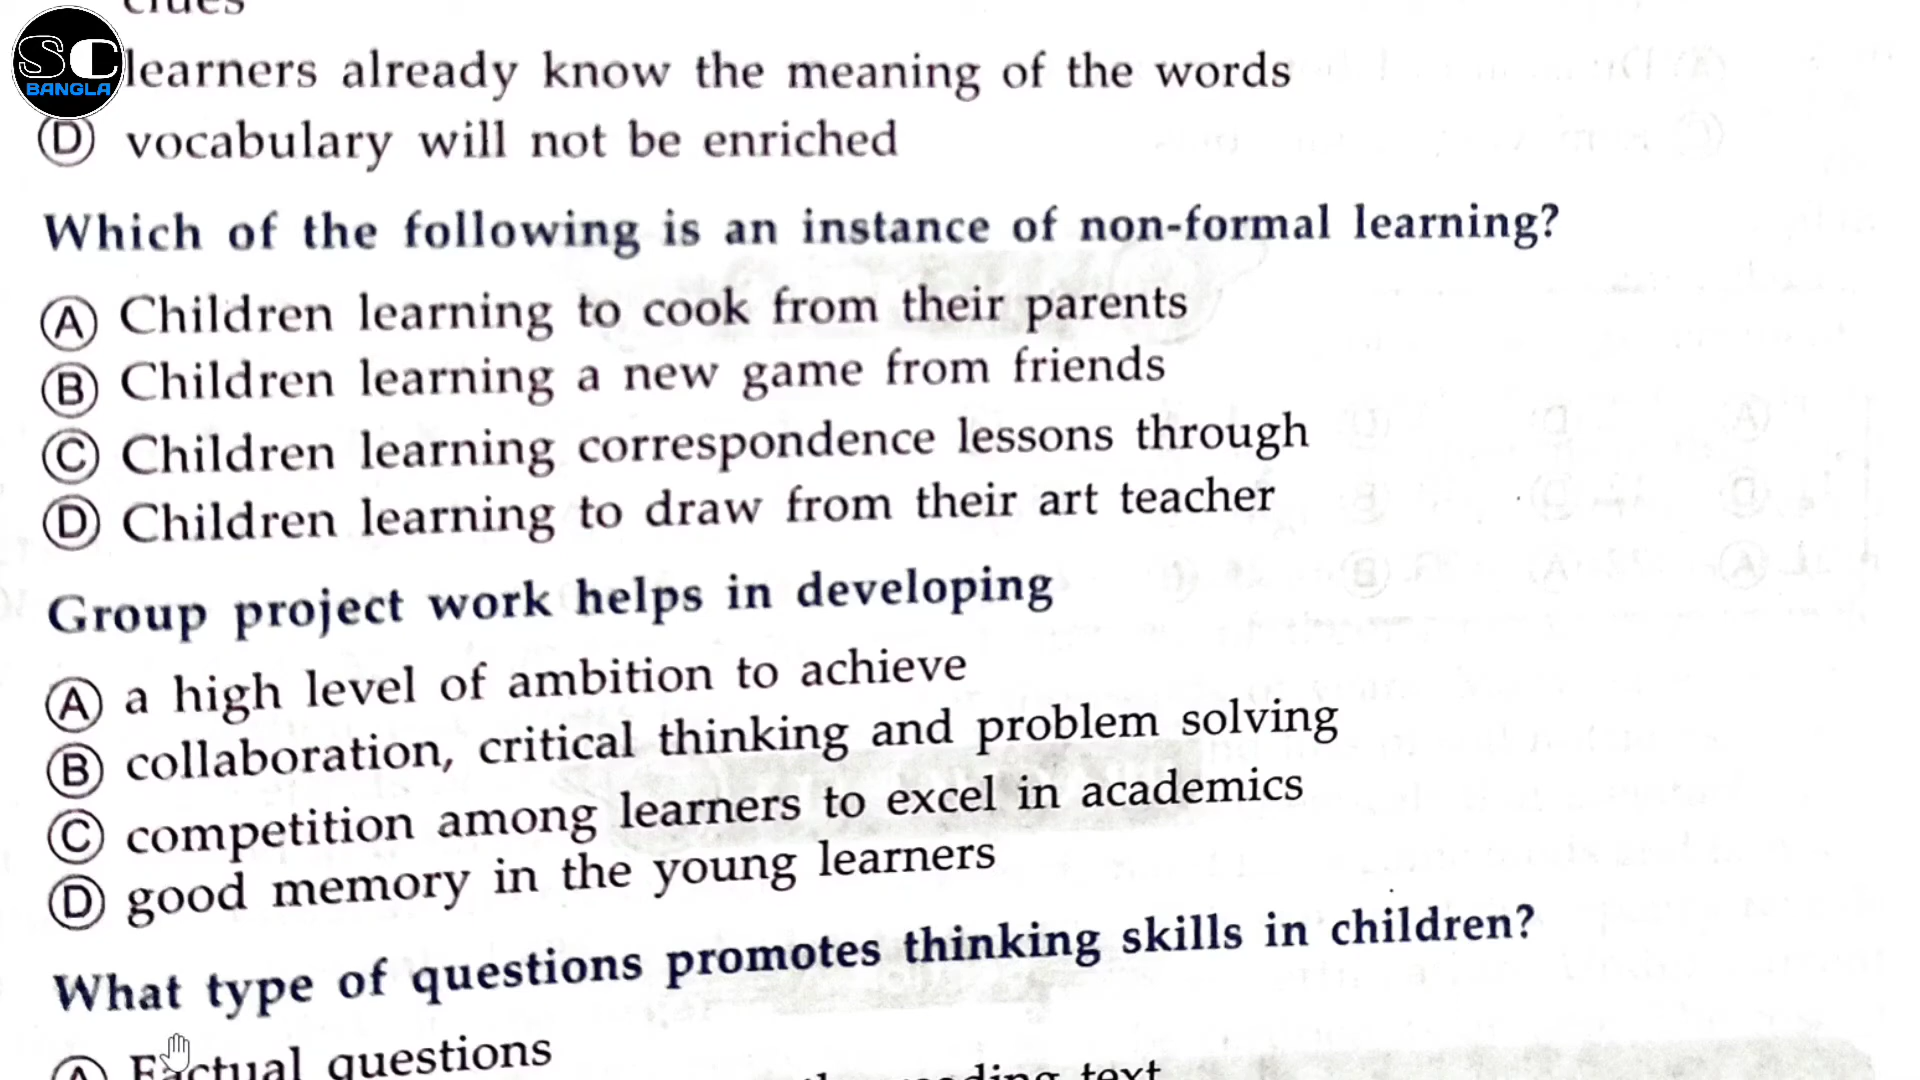 clues
SC
BANGLA
learners already know the meaning of the words
D vocabulary will not be enriched
Which of the following is an instance of non-formal learning?
A Children learning to cook from their parents
B Children learning a new game from friends
C Children learning correspondence lessons through
D Children learning to draw from their art teacher
Group project work helps in developing
A a high level of ambition to achieve
B collaboration, critical thinking and problem solving
C competition among learners to excel in academics
D good memory in the young learners
What type of questions promotes thinking skills in children?
A Factual questions
text